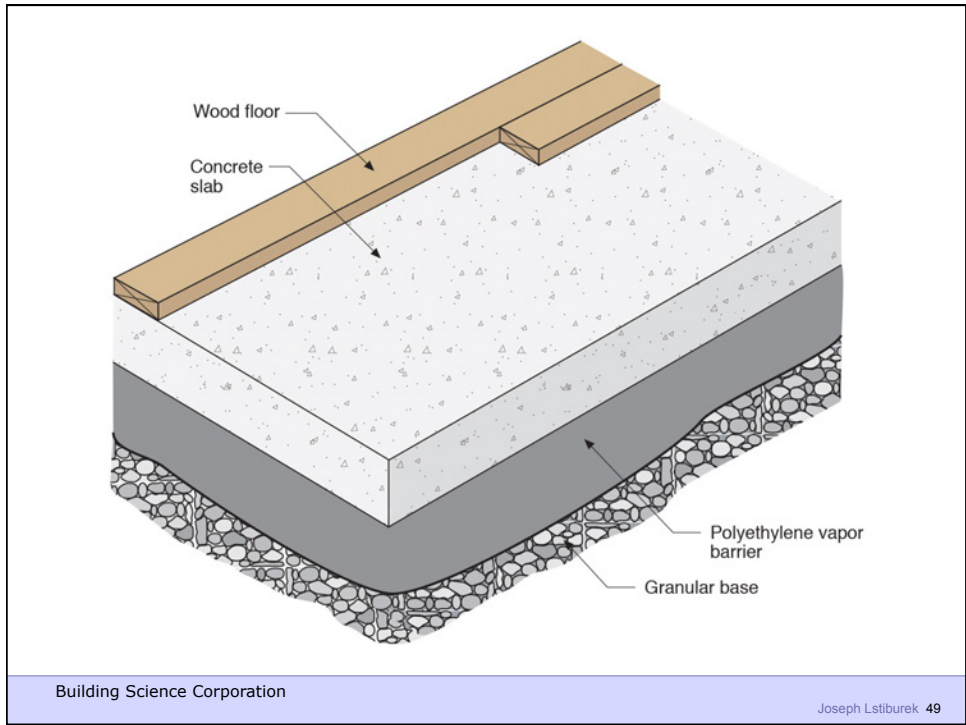 Wood floor
Concrete
slab
Polyethylene vapor
barrier
Granular base
Building Science Corporation
Joseph Lstiburek 49